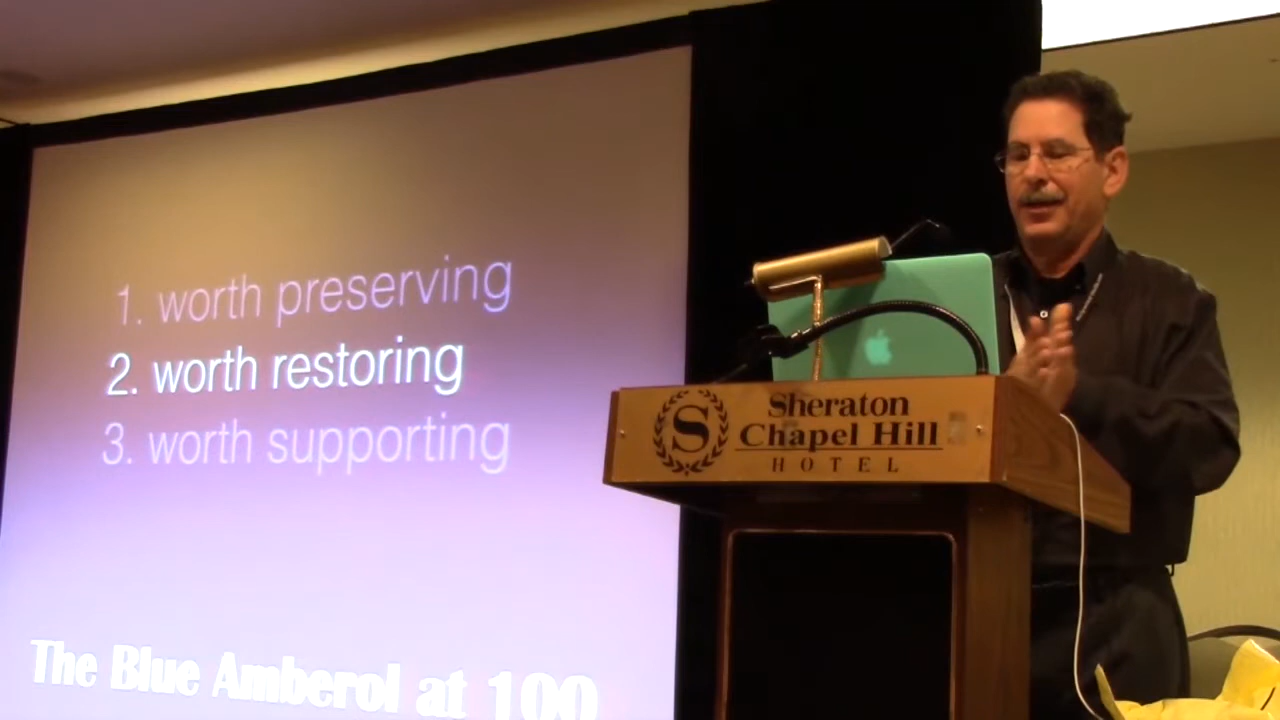 1. worth preserving
2. worth restoring
3. worth supporting
The Blue Amberol at 100
S
Sheraton
Chapel Hill
HOTEL